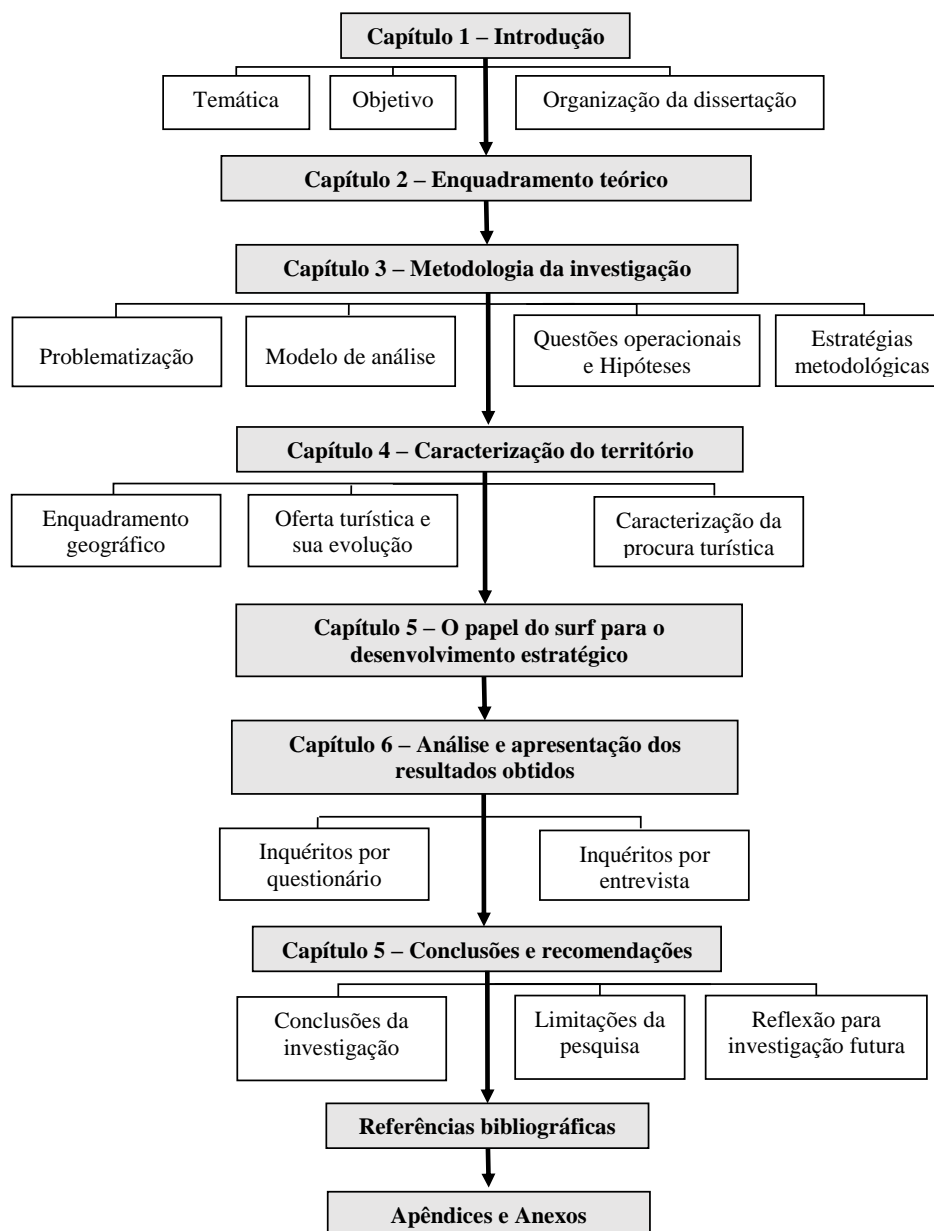 Capítulo 1 – Introdução
Temática
Objetivo
Organização da dissertação
Capítulo 2 – Enquadramento teórico
Capítulo 3 – Metodologia da investigação
Problematização
Modelo de análise
Questões operacionais
e Hipóteses
Estratégias
metodológicas
Capítulo 4 – Caracterização do território
Enquadramento
geográfico
Oferta turística e
sua evolução
Caracterização da
procura turística
Capítulo 5 – O papel do surf para o
desenvolvimento estratégico
Capítulo 6 – Análise e apresentação dos
resultados obtidos
Inquéritos por
questionário
Inquéritos por
entrevista
Capítulo 5 – Conclusões e recomendações
Conclusões da
investigação
Limitações da
pesquisa
Reflexão para
investigação futura
Referências bibliográficas
Apêndices e Anexos